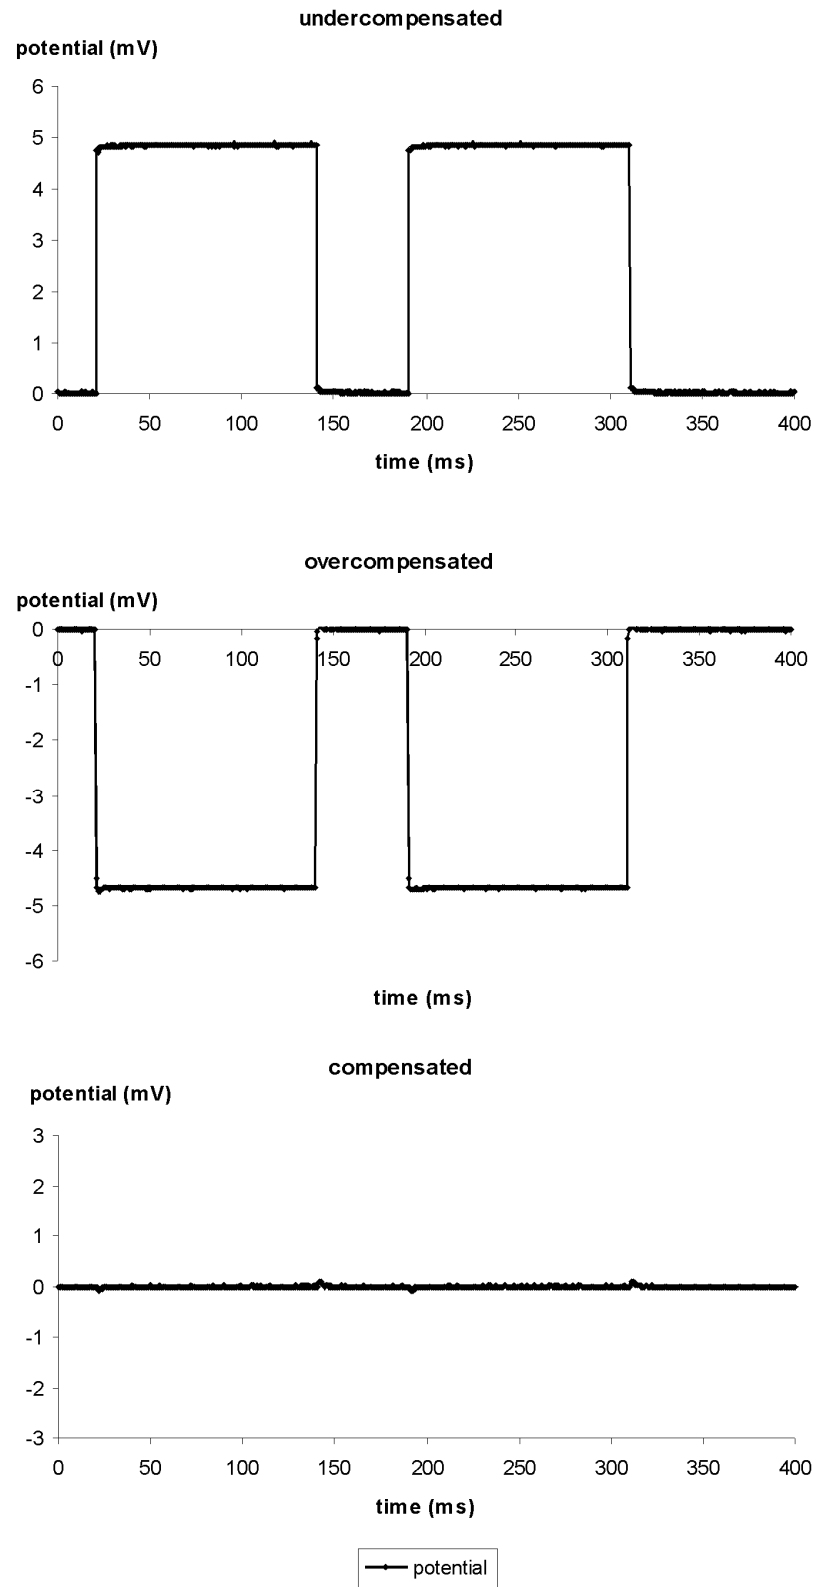 undercompensated
potential (mV)
6
5
4
3
2
1
0
0 50 100 150 200 250 300 350 400
time (ms)
overcompensated
potential (mV)
0
0 50 100 150 200 250 300 350 400
-1
-2
-3
-4
-5
-6
time (ms)
compensated
potential (mV)
3
2
1
0
-1
-2
-3
0 50 100 150 200 250 300 350 400
time (ms)
potential